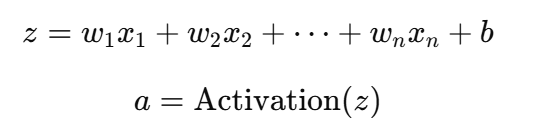 z = w₁x₁ + w₂x₂ + ⋯ + wₙxₙ + b
a = Activation(z)